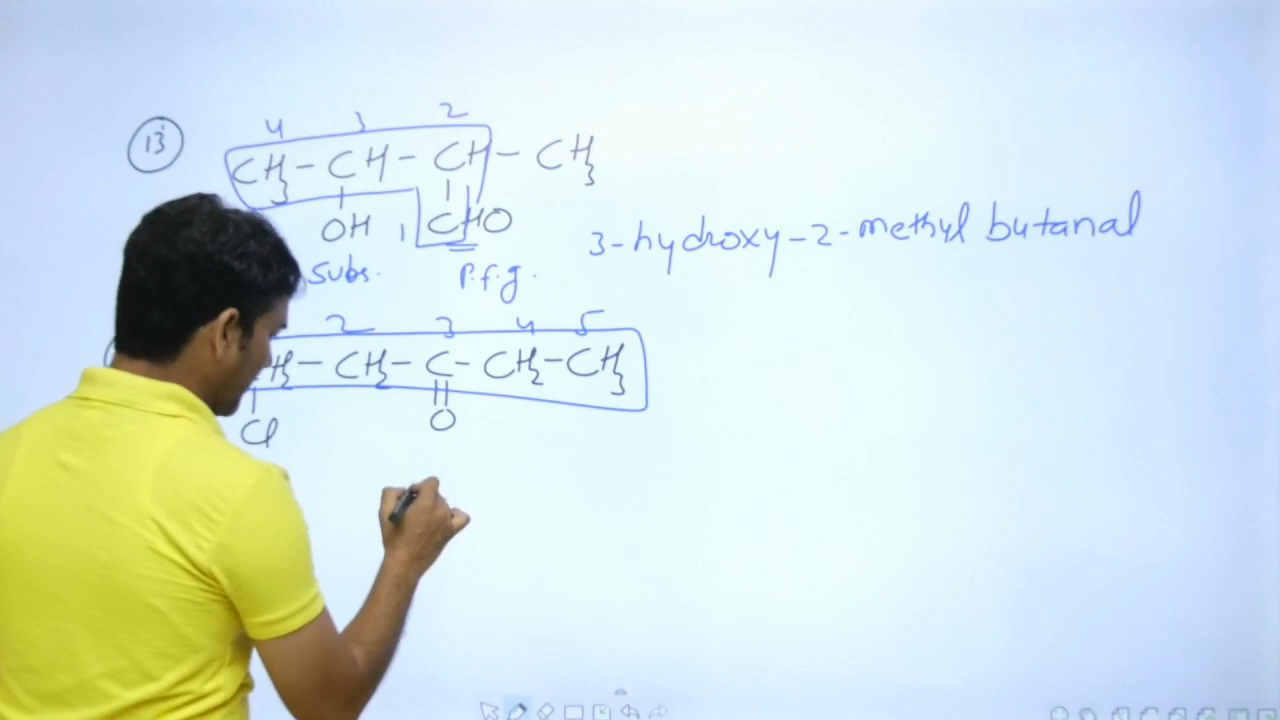 4 3 2
13 CH3 - CH - CH - CH3
OH 1 CHO
3-hydroxy-2-methyl butanal
Subs. P.f.g.
2 3 4 5
H2 - CH2 - C - CH2 - CH3
Cl O